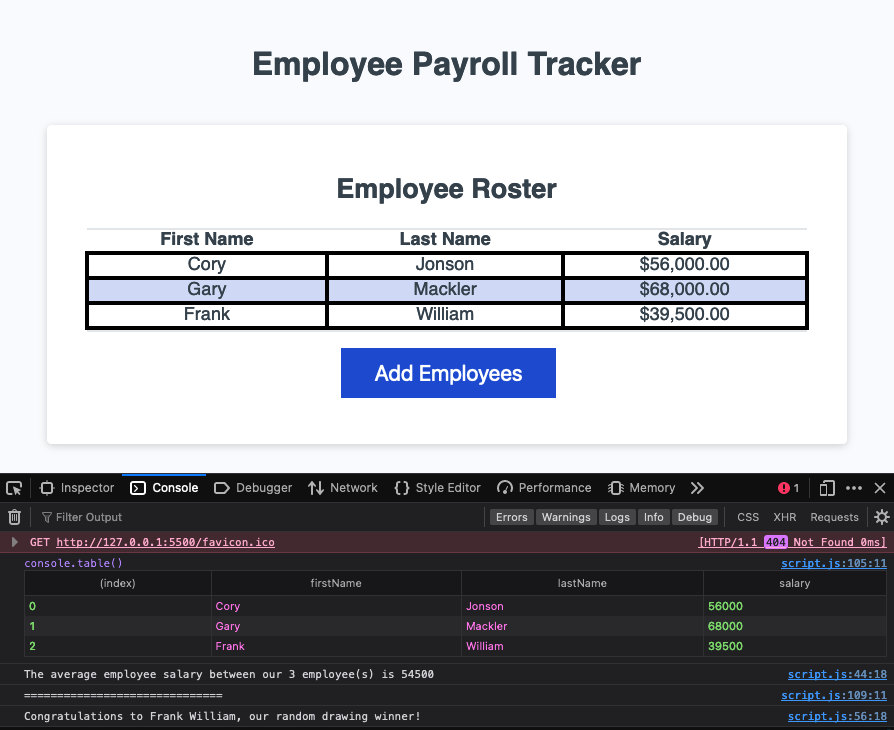 Employee Payroll Tracker
Employee Roster
First Name Last Name Salary
Cory Jonson $56,000.00
Gary Mackler $68,000.00
Frank William $39,500.00
Add Employees
Inspector Console Debugger Network Style Editor Performance Memory 1
Filter Output Errors Warnings Logs Info Debug CSS XHR Requests
GET http://127.0.0.1:5500/favicon.ico [HTTP/1.1 404 Not Found 0ms]
console.table() script.js:105:11
(index) firstName lastName salary
0 Cory Jonson 56000
1 Gary Mackler 68000
2 Frank William 39500
The average employee salary between our 3 employee(s) is 54500 script.js:44:18
============================== script.js:109:11
Congratulations to Frank William, our random drawing winner! script.js:56:18